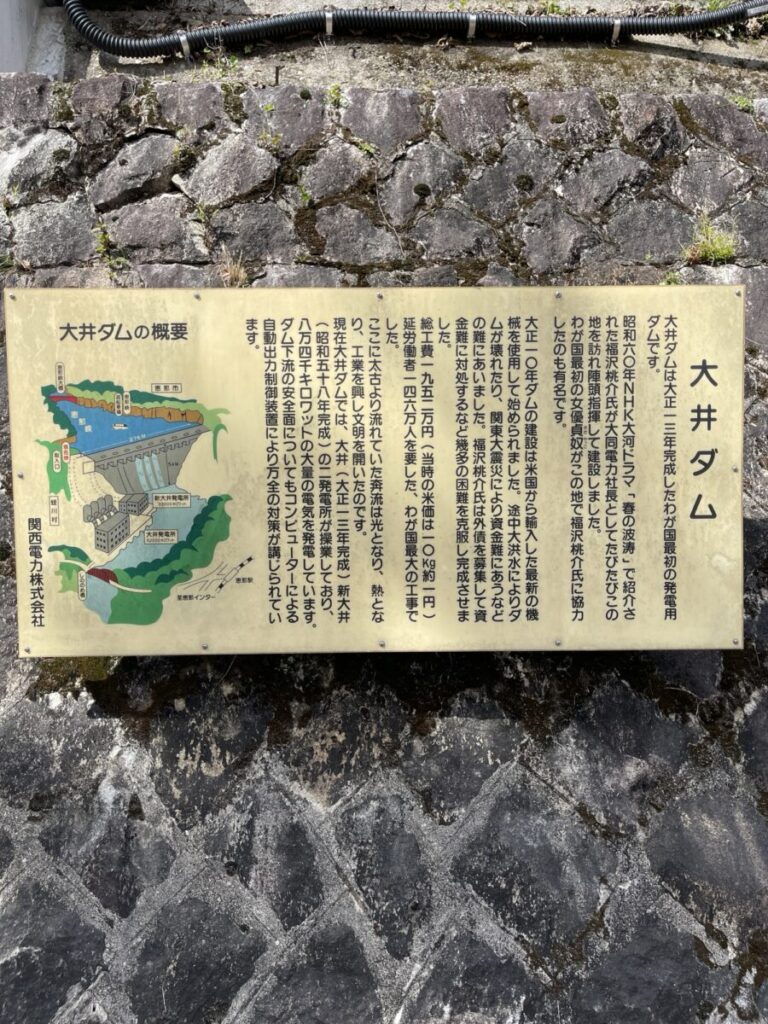 大井ダム
大井ダムは大正一三年完成したわが国最初の発電用
ダムです。
昭和六〇年NHK大河ドラマ「春の波涛」で紹介さ
れた福沢桃介氏が大同電力社長としてたびたびこの
地を訪れ陣頭指揮して建設しました。
わが国最初の女優貞奴がこの地で福沢桃介氏に協力
したのも有名です。
大正一〇年ダムの建設は米国から輸入した最新の機
械を使用して始められました。途中大洪水によりダ
ムが壊れたり、関東大震災により資金難にあうなど
の難にあいました。福沢桃介氏は外債を募集して資
金難に対処するなど幾多の困難を克服し完成させま
した。
総工費一九五二万円(当時の米価は一〇kg約一円)
延労働者一四六万人を要した、わが国最大の工事で
した。
ここに太古より流れていた奔流は光となり、熱とな
り、工業を興し文明を開いたのです。
現在大井ダムでは、大井(大正一三年完成)新大井
(昭和五十八年完成)の二発電所が操業しており、
八万四千キロワットの大量の電気を発電しています。
ダム下流の安全面についてもコンピューターによる
自動出力制御装置により万全の対策が講じられてい
ます。
大井ダムの概要
恵那市
恵那峡
新大井発電所
大井発電所
蛭川村
恵那駅
至恵那インター
関西電力株式会社